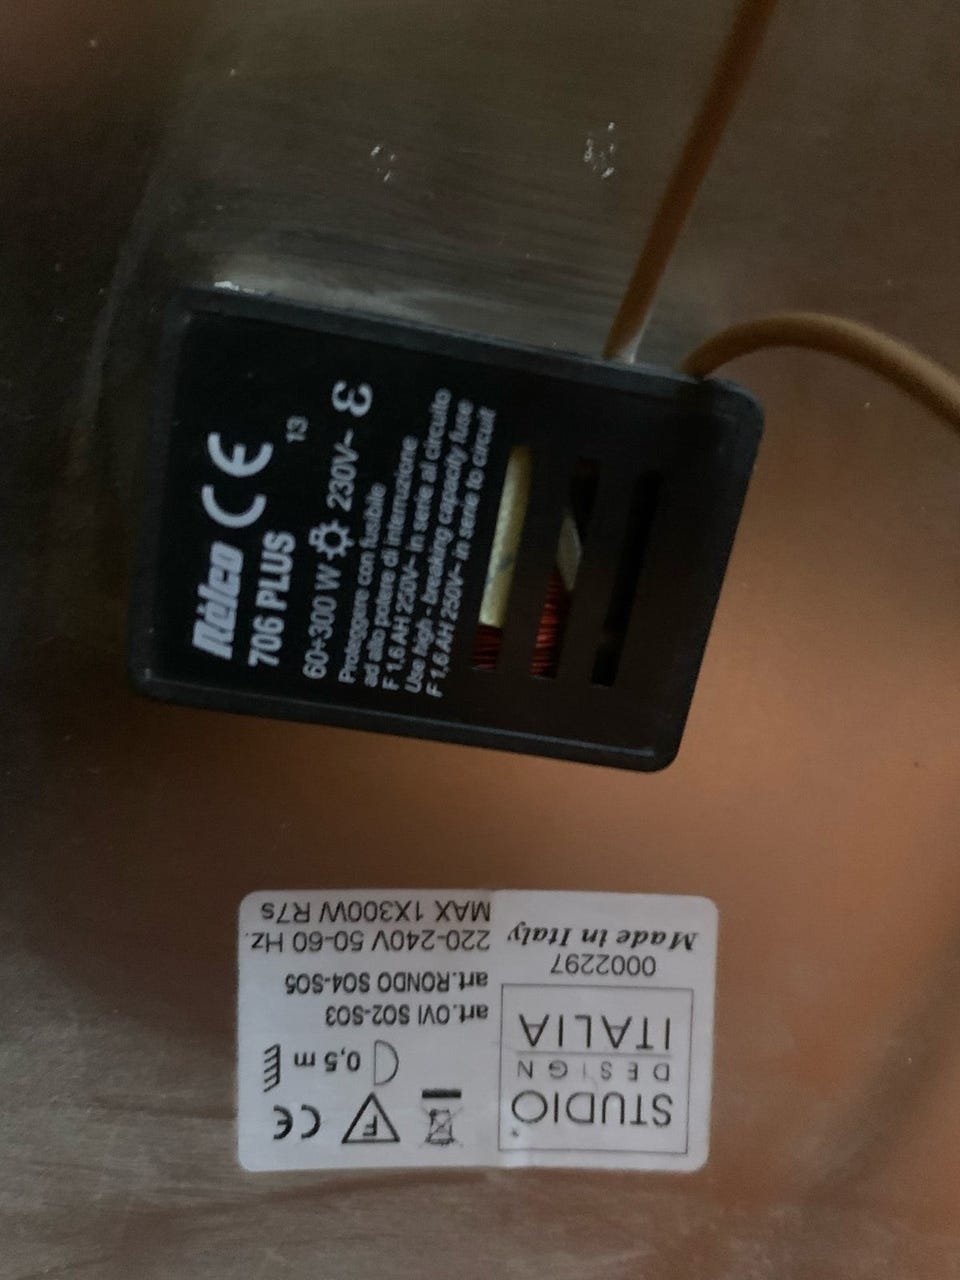 Relco CE
706 PLUS 13
60÷300 W 230V~
Proteggere con fusibile
ad alto potere di interruzione
F 1,6 AH 250V~ in serie al circuito
Use high - breaking capacity fuse
F 1,6 AH 250V~ in serie to circuit
STUDIO
DESIGN
ITALIA
0002297
Made in Italy
F CE
0,5 m
art.OVI SO2-SO3
art.RONDO SO4-SO5
220-240V 50-60 Hz.
MAX 1X300W R7s